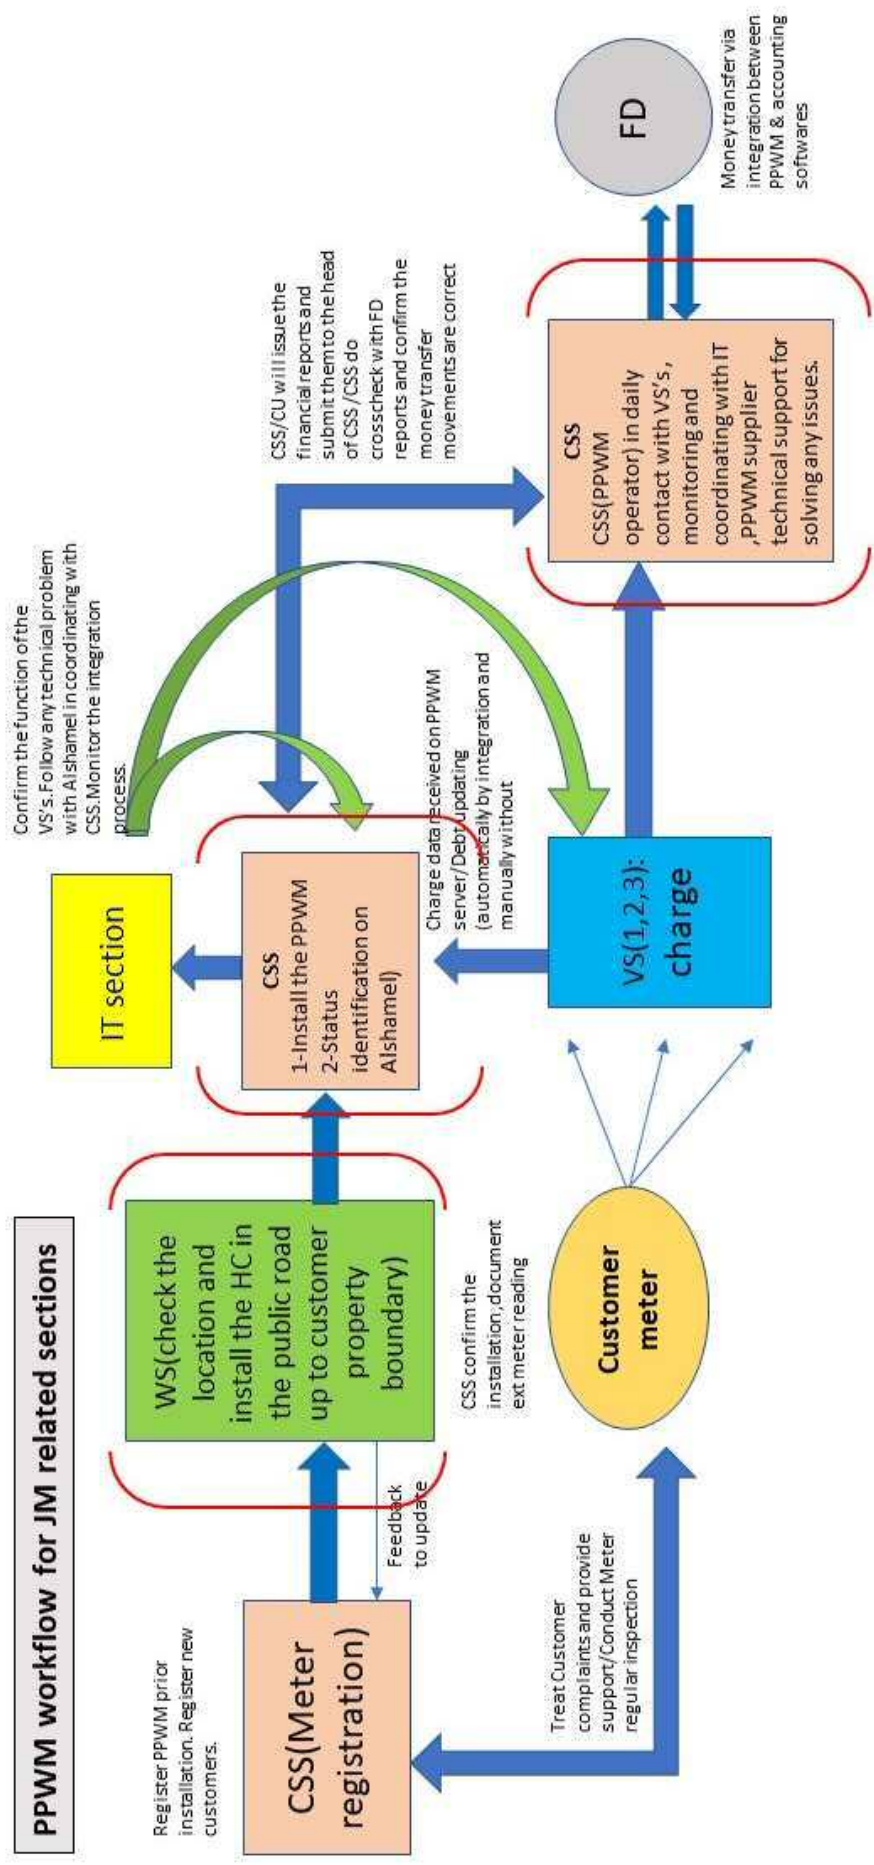 PPWM workflow for JM related sections
Register PPWM prior
installation. Register new
customers.
CSS(Meter
registration)
Feedback
to update
WS(check the
location and
install the HC in
the public road
up to customer
property
boundary)
CSS confirm the
installation,document
ext meter reading
CSS
1-Install the PPWM
2-Status
identification on
Alshamel)
IT section
Confirm the function of the
VS's.Follow any technical problem
with Alshamel in coordinating with
CSS.Monitor the integration
process.
CSS/CU will issue the
financial reports and
submit them to the head
of CSS /CSS do
crosscheck with FD
reports and confirm the
money transfer
movements are correct
Treat Customer
complaints and provide
support/Conduct Meter
regular inspection
Customer
meter
Charge data received on PPWM
server/Debt updating
(automatically by integration and
manually without
VS(1,2,3):
charge
CSS
CSS(PPWM
operator) in daily
contact with VS's ,
monitoring and
coordinating with IT
,PPWM supplier
technical support for
solving any issues.
FD
Money transfer via
integration between
PPWM & accounting
softwares